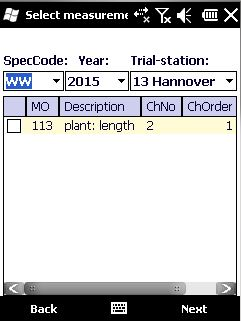 Select measureme
SpecCode: Year: Trial-station:
WW 2015 13 Hannover
MO Description ChNo ChOrder
113 plant: length 2 1
Back Next